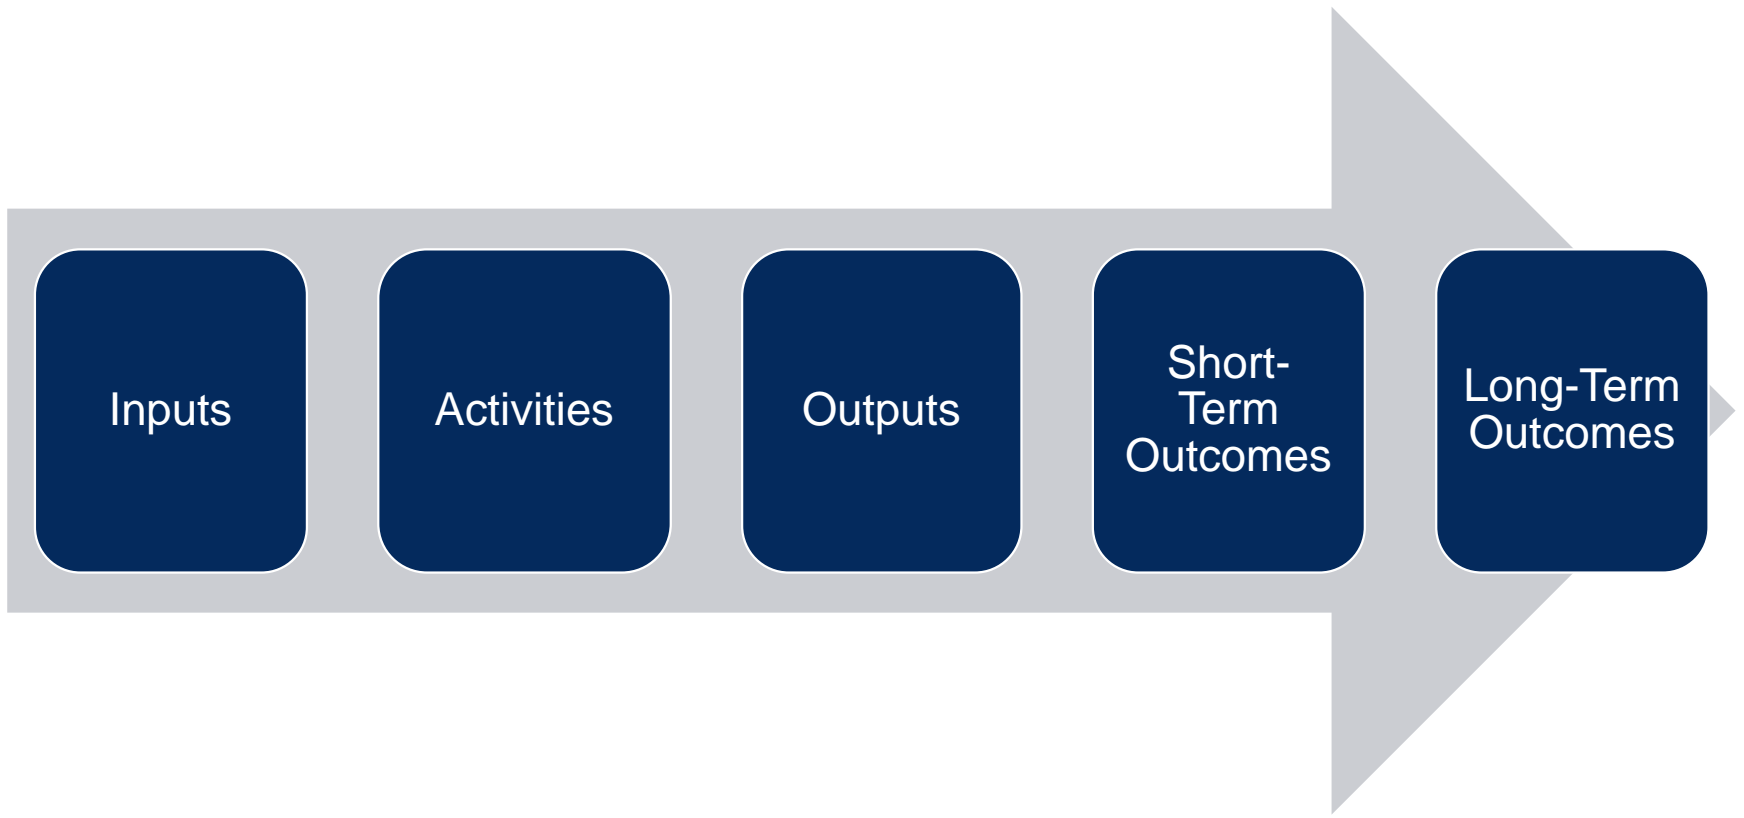 Inputs
Activities
Outputs
Short-
Term
Outcomes
Long-Term
Outcomes